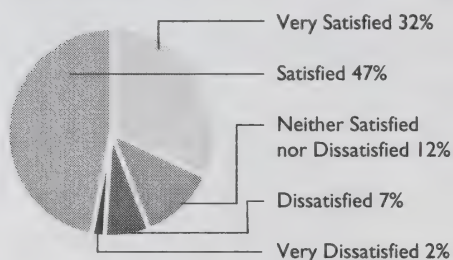 Very Satisfied 32%
Satisfied 47%
Neither Satisfied
nor Dissatisfied 12%
Dissatisfied 7%
Very Dissatisfied 2%